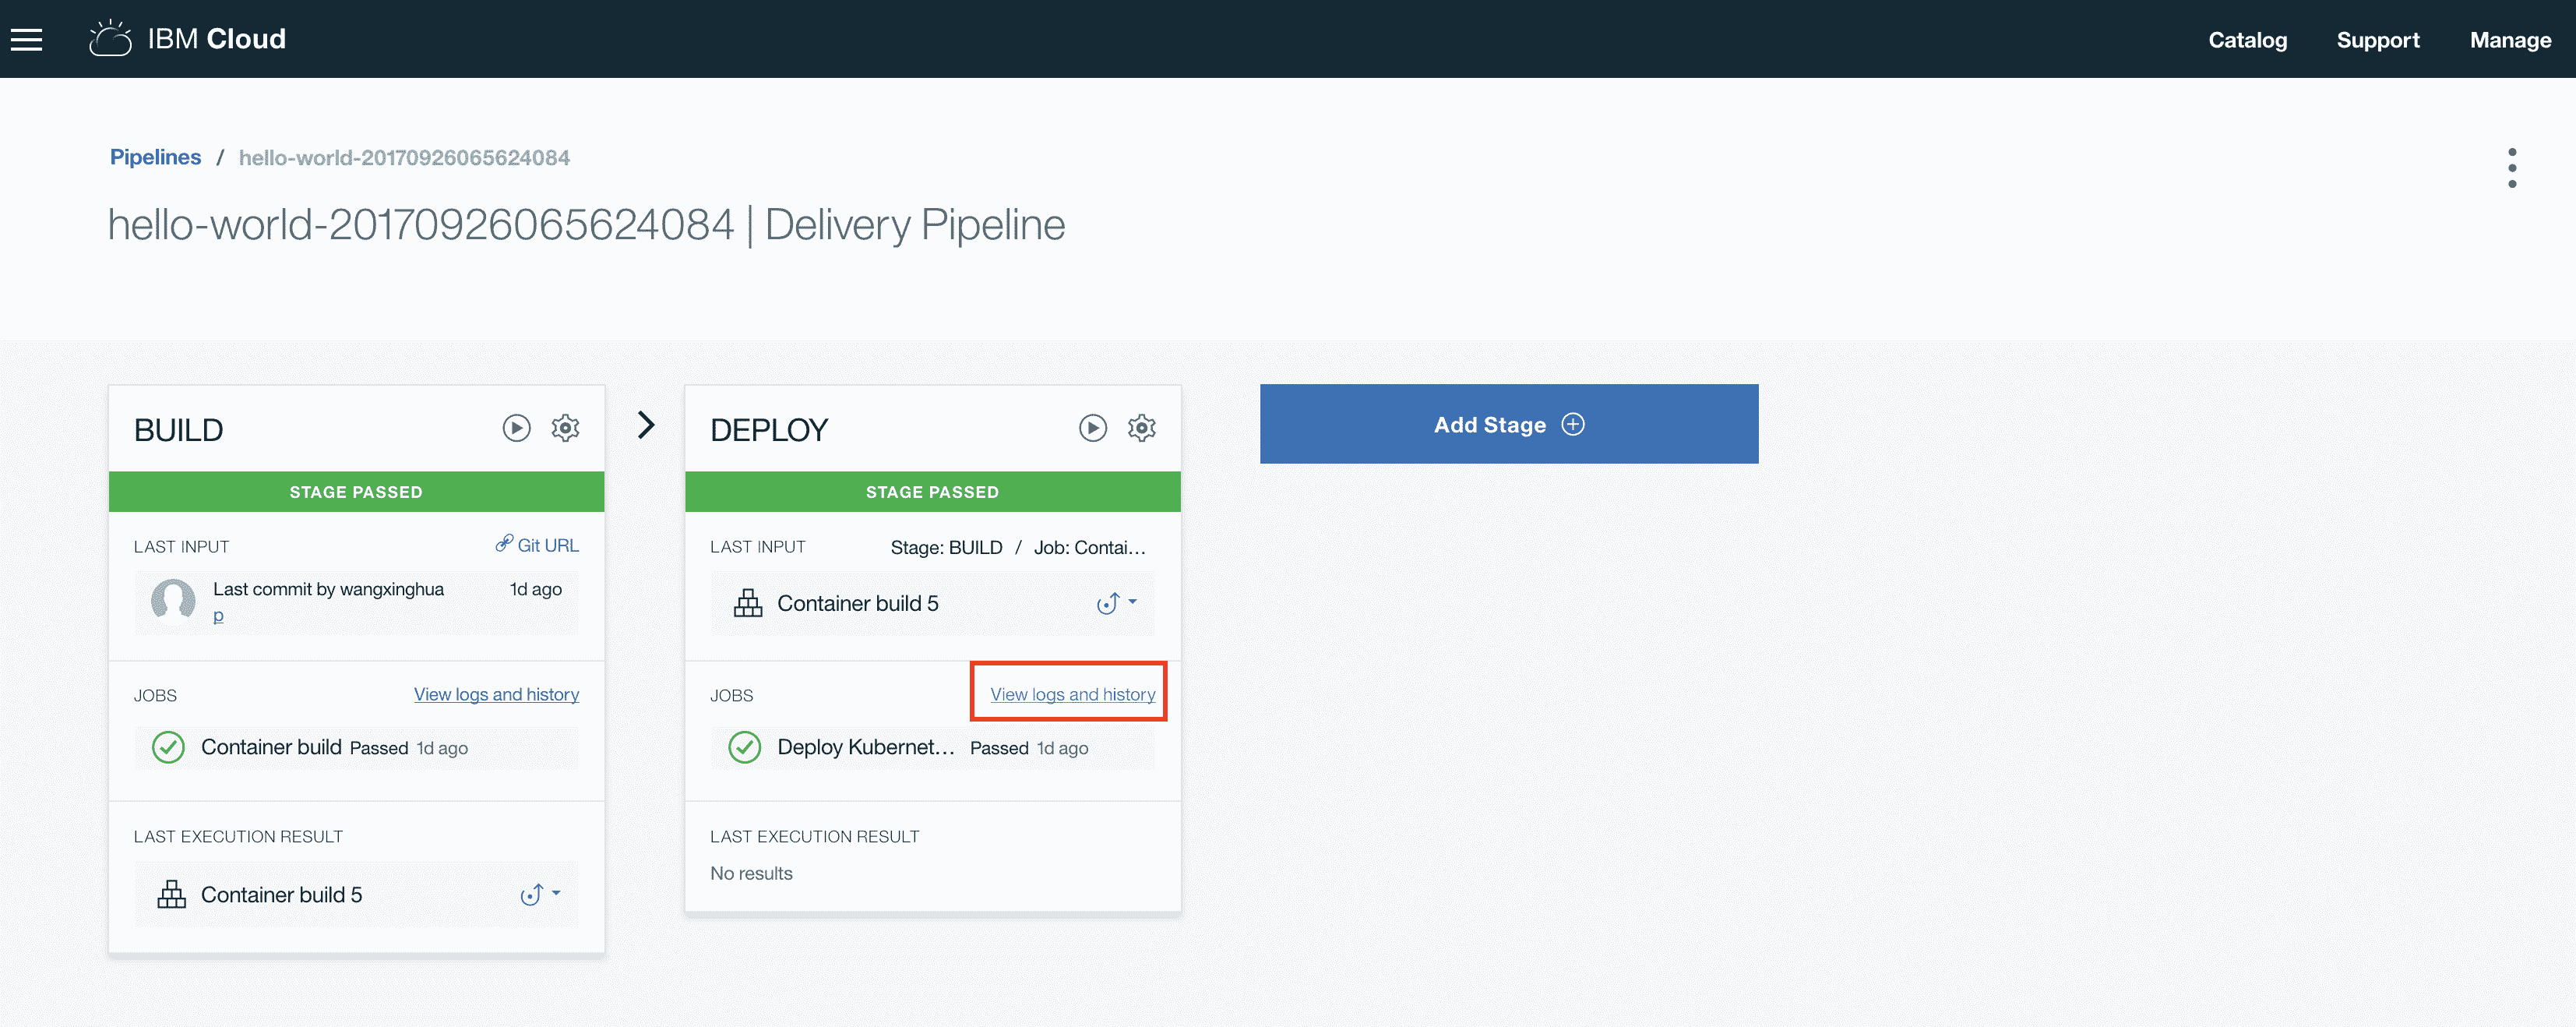 IBM Cloud
Catalog
Support
Manage
Pipelines / hello-world-20170926065624084
hello-world-20170926065624084 | Delivery Pipeline
BUILD
STAGE PASSED
LAST INPUT
Git URL
Last commit by wangxinghua
1d ago
p
JOBS
View logs and history
Container build Passed 1d ago
LAST EXECUTION RESULT
Container build 5
DEPLOY
STAGE PASSED
LAST INPUT
Stage: BUILD / Job: Contai...
Container build 5
JOBS
View logs and history
Deploy Kubernet... Passed 1d ago
LAST EXECUTION RESULT
No results
Add Stage